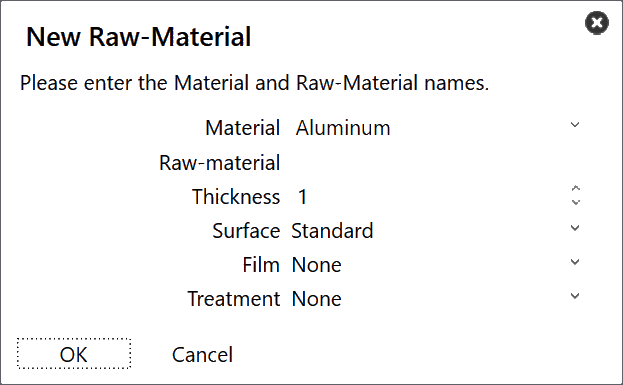 New Raw-Material
Please enter the Material and Raw-Material names.
Material Aluminum
Raw-material
Thickness 1
Surface Standard
Film None
Treatment None
OK Cancel